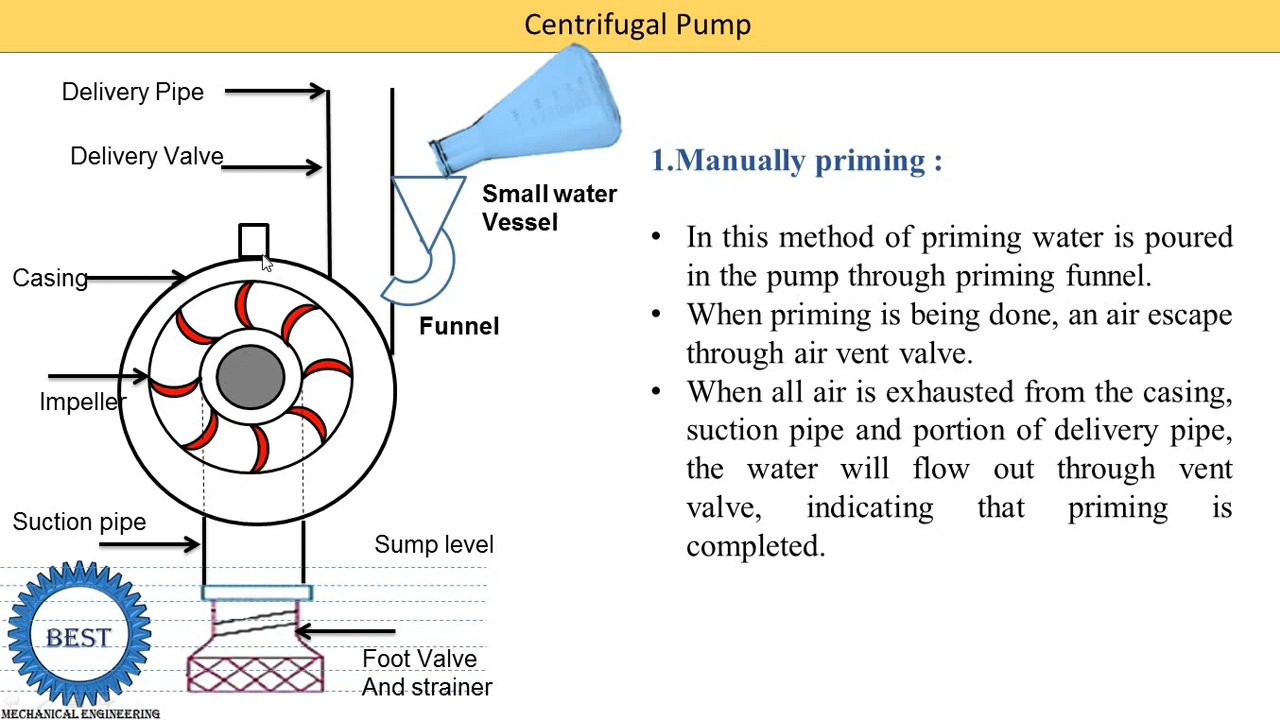 Centrifugal Pump
Delivery Pipe
Delivery Valve
Small water
Vessel
Casing
Funnel
Impeller
Suction pipe
Sump level
Foot Valve
And strainer
BEST
MECHANICAL ENGINEERING
1.Manually priming :
• In this method of priming water is poured
in the pump through priming funnel.
• When priming is being done, an air escape
through air vent valve.
• When all air is exhausted from the casing,
suction pipe and portion of delivery pipe,
the water will flow out through vent
valve, indicating that priming is
completed.